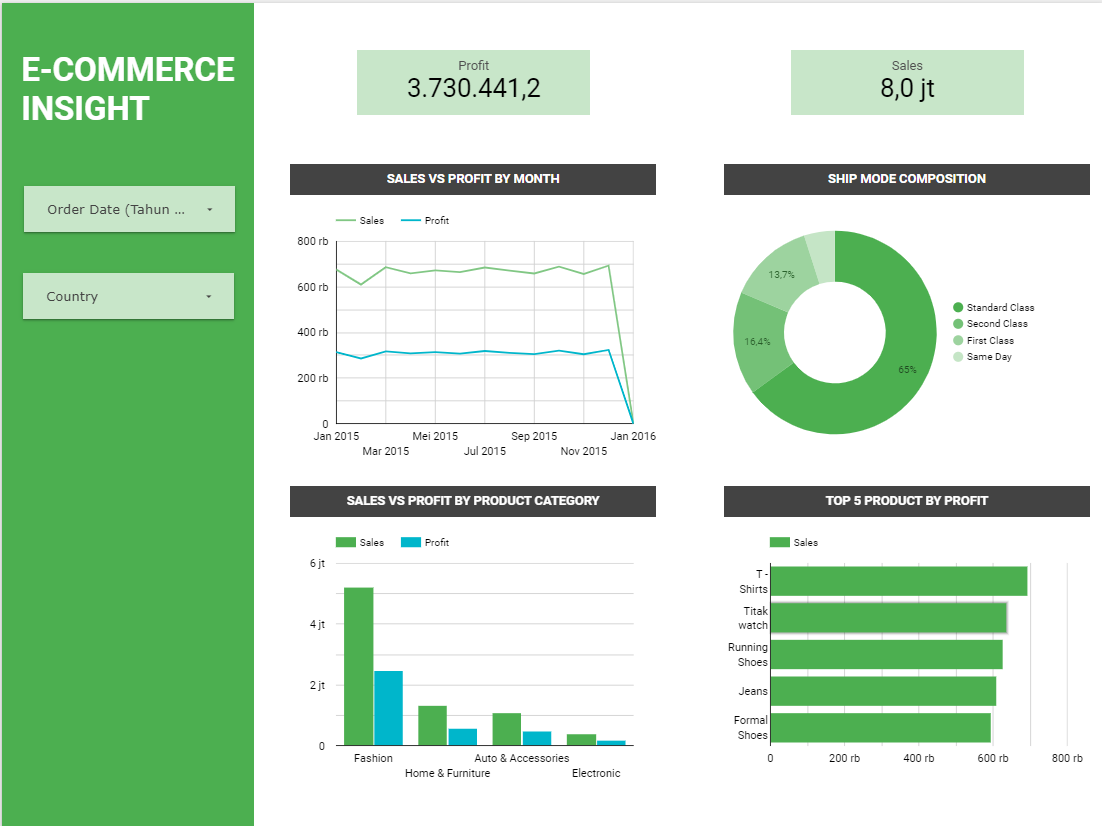 E-COMMERCE
INSIGHT
Order Date (Tahun ...
Country
Profit
3.730.441,2
Sales
8,0 jt
SALES VS PROFIT BY MONTH
Sales
Profit
800 rb
600 rb
400 rb
200 rb
0
Jan 2015
Mar 2015
Mei 2015
Jul 2015
Sep 2015
Nov 2015
Jan 2016
SHIP MODE COMPOSITION
13,7%
16,4%
65%
Standard Class
Second Class
First Class
Same Day
SALES VS PROFIT BY PRODUCT CATEGORY
Sales
Profit
6 jt
4 jt
2 jt
0
Fashion
Home & Furniture
Auto & Accessories
Electronic
TOP 5 PRODUCT BY PROFIT
Sales
T -
Shirts
Titak
watch
Running
Shoes
Jeans
Formal
Shoes
0
200 rb
400 rb
600 rb
800 rb